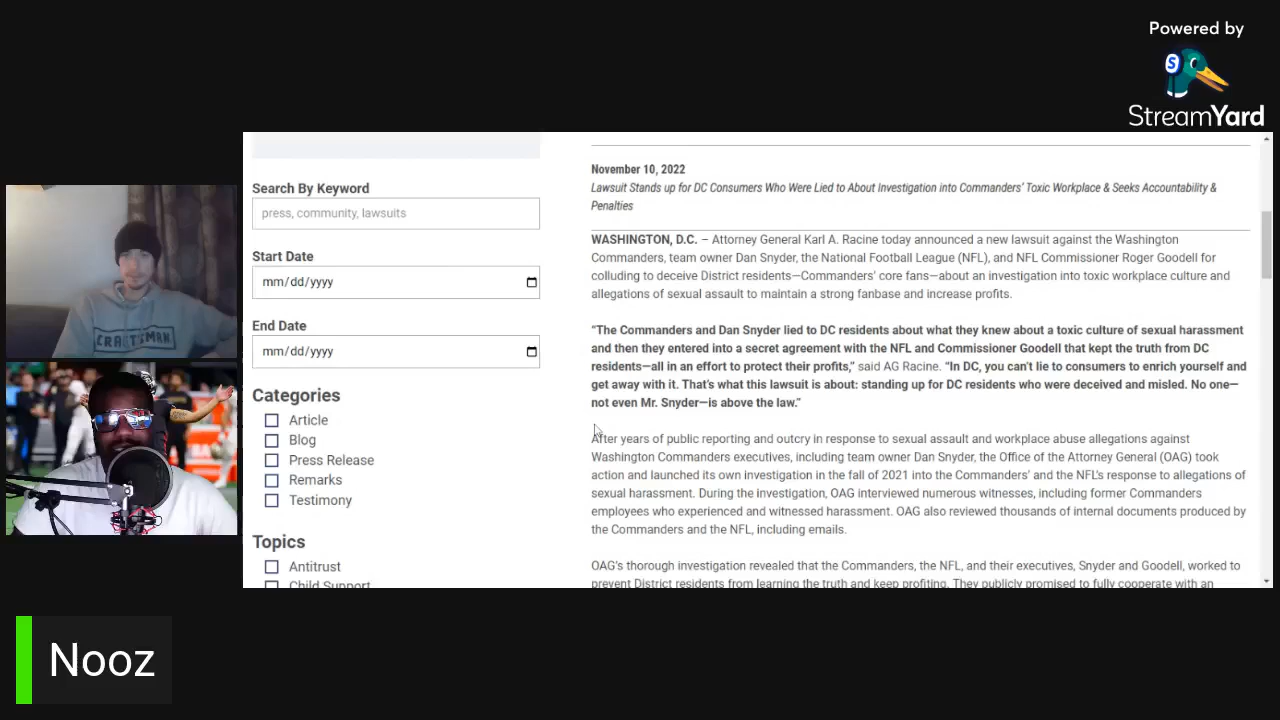 Powered by
S
StreamYard
Search By Keyword
press, community, lawsuits
Start Date
mm/dd/yyyy
End Date
mm/dd/yyyy
Categories
Article
Blog
Press Release
Remarks
Testimony
Topics
Antitrust
Child Support
November 10, 2022
Lawsuit Stands up for DC Consumers Who Were Lied to About Investigation into Commanders’ Toxic Workplace & Seeks Accountability &
Penalties
WASHINGTON, D.C. – Attorney General Karl A. Racine today announced a new lawsuit against the Washington
Commanders, team owner Dan Snyder, the National Football League (NFL), and NFL Commissioner Roger Goodell for
colluding to deceive District residents—Commanders’ core fans—about an investigation into toxic workplace culture and
allegations of sexual assault to maintain a strong fanbase and increase profits.
“The Commanders and Dan Snyder lied to DC residents about what they knew about a toxic culture of sexual harassment
and then they entered into a secret agreement with the NFL and Commissioner Goodell that kept the truth from DC
residents—all in an effort to protect their profits,” said AG Racine. “In DC, you can’t lie to consumers to enrich yourself and
get away with it. That’s what this lawsuit is about: standing up for DC residents who were deceived and misled. No one—
not even Mr. Snyder—is above the law.”
After years of public reporting and outcry in response to sexual assault and workplace abuse allegations against
Washington Commanders executives, including team owner Dan Snyder, the Office of the Attorney General (OAG) took
action and launched its own investigation in the fall of 2021 into the Commanders’ and the NFL’s response to allegations of
sexual harassment. During the investigation, OAG interviewed numerous witnesses, including former Commanders
employees who experienced and witnessed harassment. OAG also reviewed thousands of internal documents produced by
the Commanders and the NFL, including emails.
OAG’s thorough investigation revealed that the Commanders, the NFL, and their executives, Snyder and Goodell, worked to
prevent District residents from learning the truth and keep profiting. They publicly promised to fully cooperate with an
CRAFTSMAN
Nooz